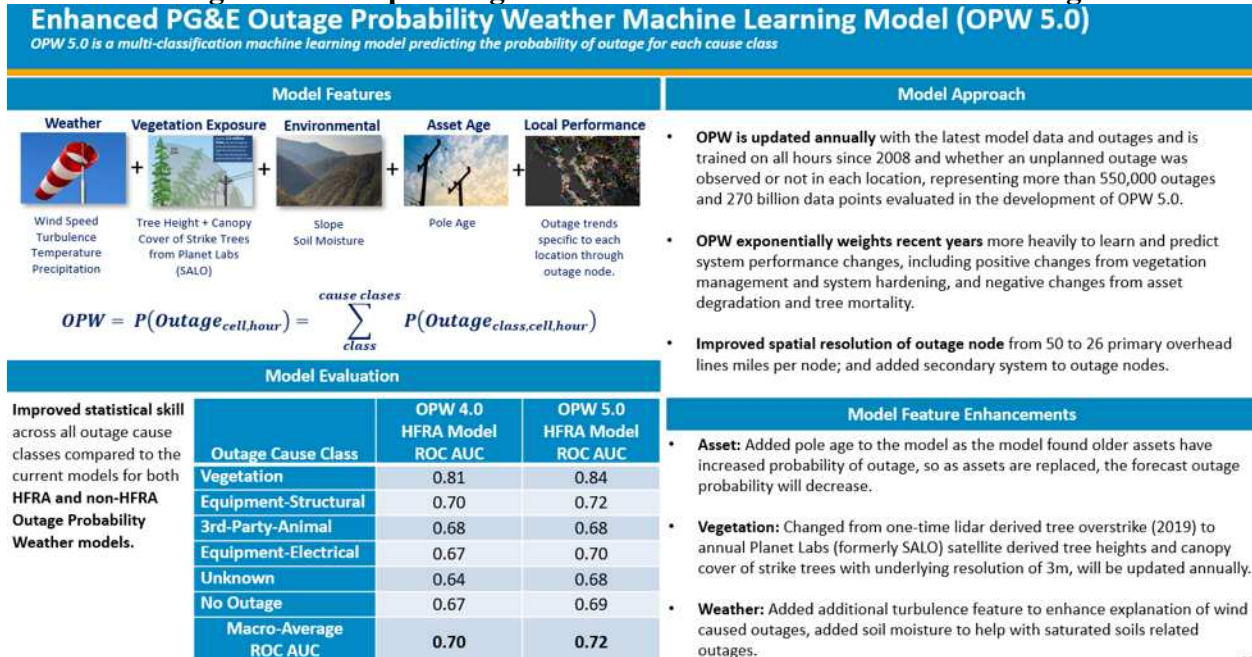 Enhanced PG&E Outage Probability Weather Machine Learning Model (OPW 5.0)
OPW 5.0 is a multi-classification machine learning model predicting the probability of outage for each cause class
Model Features
Weather
Vegetation Exposure
Environmental
Asset Age
Local Performance
+
+
+
+
Wind Speed
Turbulence
Temperature
Precipitation
Tree Height + Canopy
Cover of Strike Trees
from Planet Labs
(SALO)
Slope
Soil Moisture
Pole Age
Outage trends
specific to each
location through
outage node.
OPW = P(Outage_cell,hour) = ∑_class^cause clases P(Outage_class,cell,hour)
Model Evaluation
Improved statistical skill
across all outage cause
classes compared to the
current models for both
HFRA and non-HFRA
Outage Probability
Weather models.
Outage Cause Class | OPW 4.0 HFRA Model ROC AUC | OPW 5.0 HFRA Model ROC AUC
Vegetation 0.81 0.84
Equipment-Structural 0.70 0.72
3rd-Party-Animal 0.68 0.68
Equipment-Electrical 0.67 0.70
Unknown 0.64 0.68
No Outage 0.67 0.69
Macro-Average ROC AUC 0.70 0.72
Model Approach
• OPW is updated annually with the latest model data and outages and is
trained on all hours since 2008 and whether an unplanned outage was
observed or not in each location, representing more than 550,000 outages
and 270 billion data points evaluated in the development of OPW 5.0.
• OPW exponentially weights recent years more heavily to learn and predict
system performance changes, including positive changes from vegetation
management and system hardening, and negative changes from asset
degradation and tree mortality.
• Improved spatial resolution of outage node from 50 to 26 primary overhead
lines miles per node; and added secondary system to outage nodes.
Model Feature Enhancements
• Asset: Added pole age to the model as the model found older assets have
increased probability of outage, so as assets are replaced, the forecast outage
probability will decrease.
• Vegetation: Changed from one-time lidar derived tree overstrike (2019) to
annual Planet Labs (formerly SALO) satellite derived tree heights and canopy
cover of strike trees with underlying resolution of 3m, will be updated annually.
• Weather: Added additional turbulence feature to enhance explanation of wind
caused outages, added soil moisture to help with saturated soils related
outages.